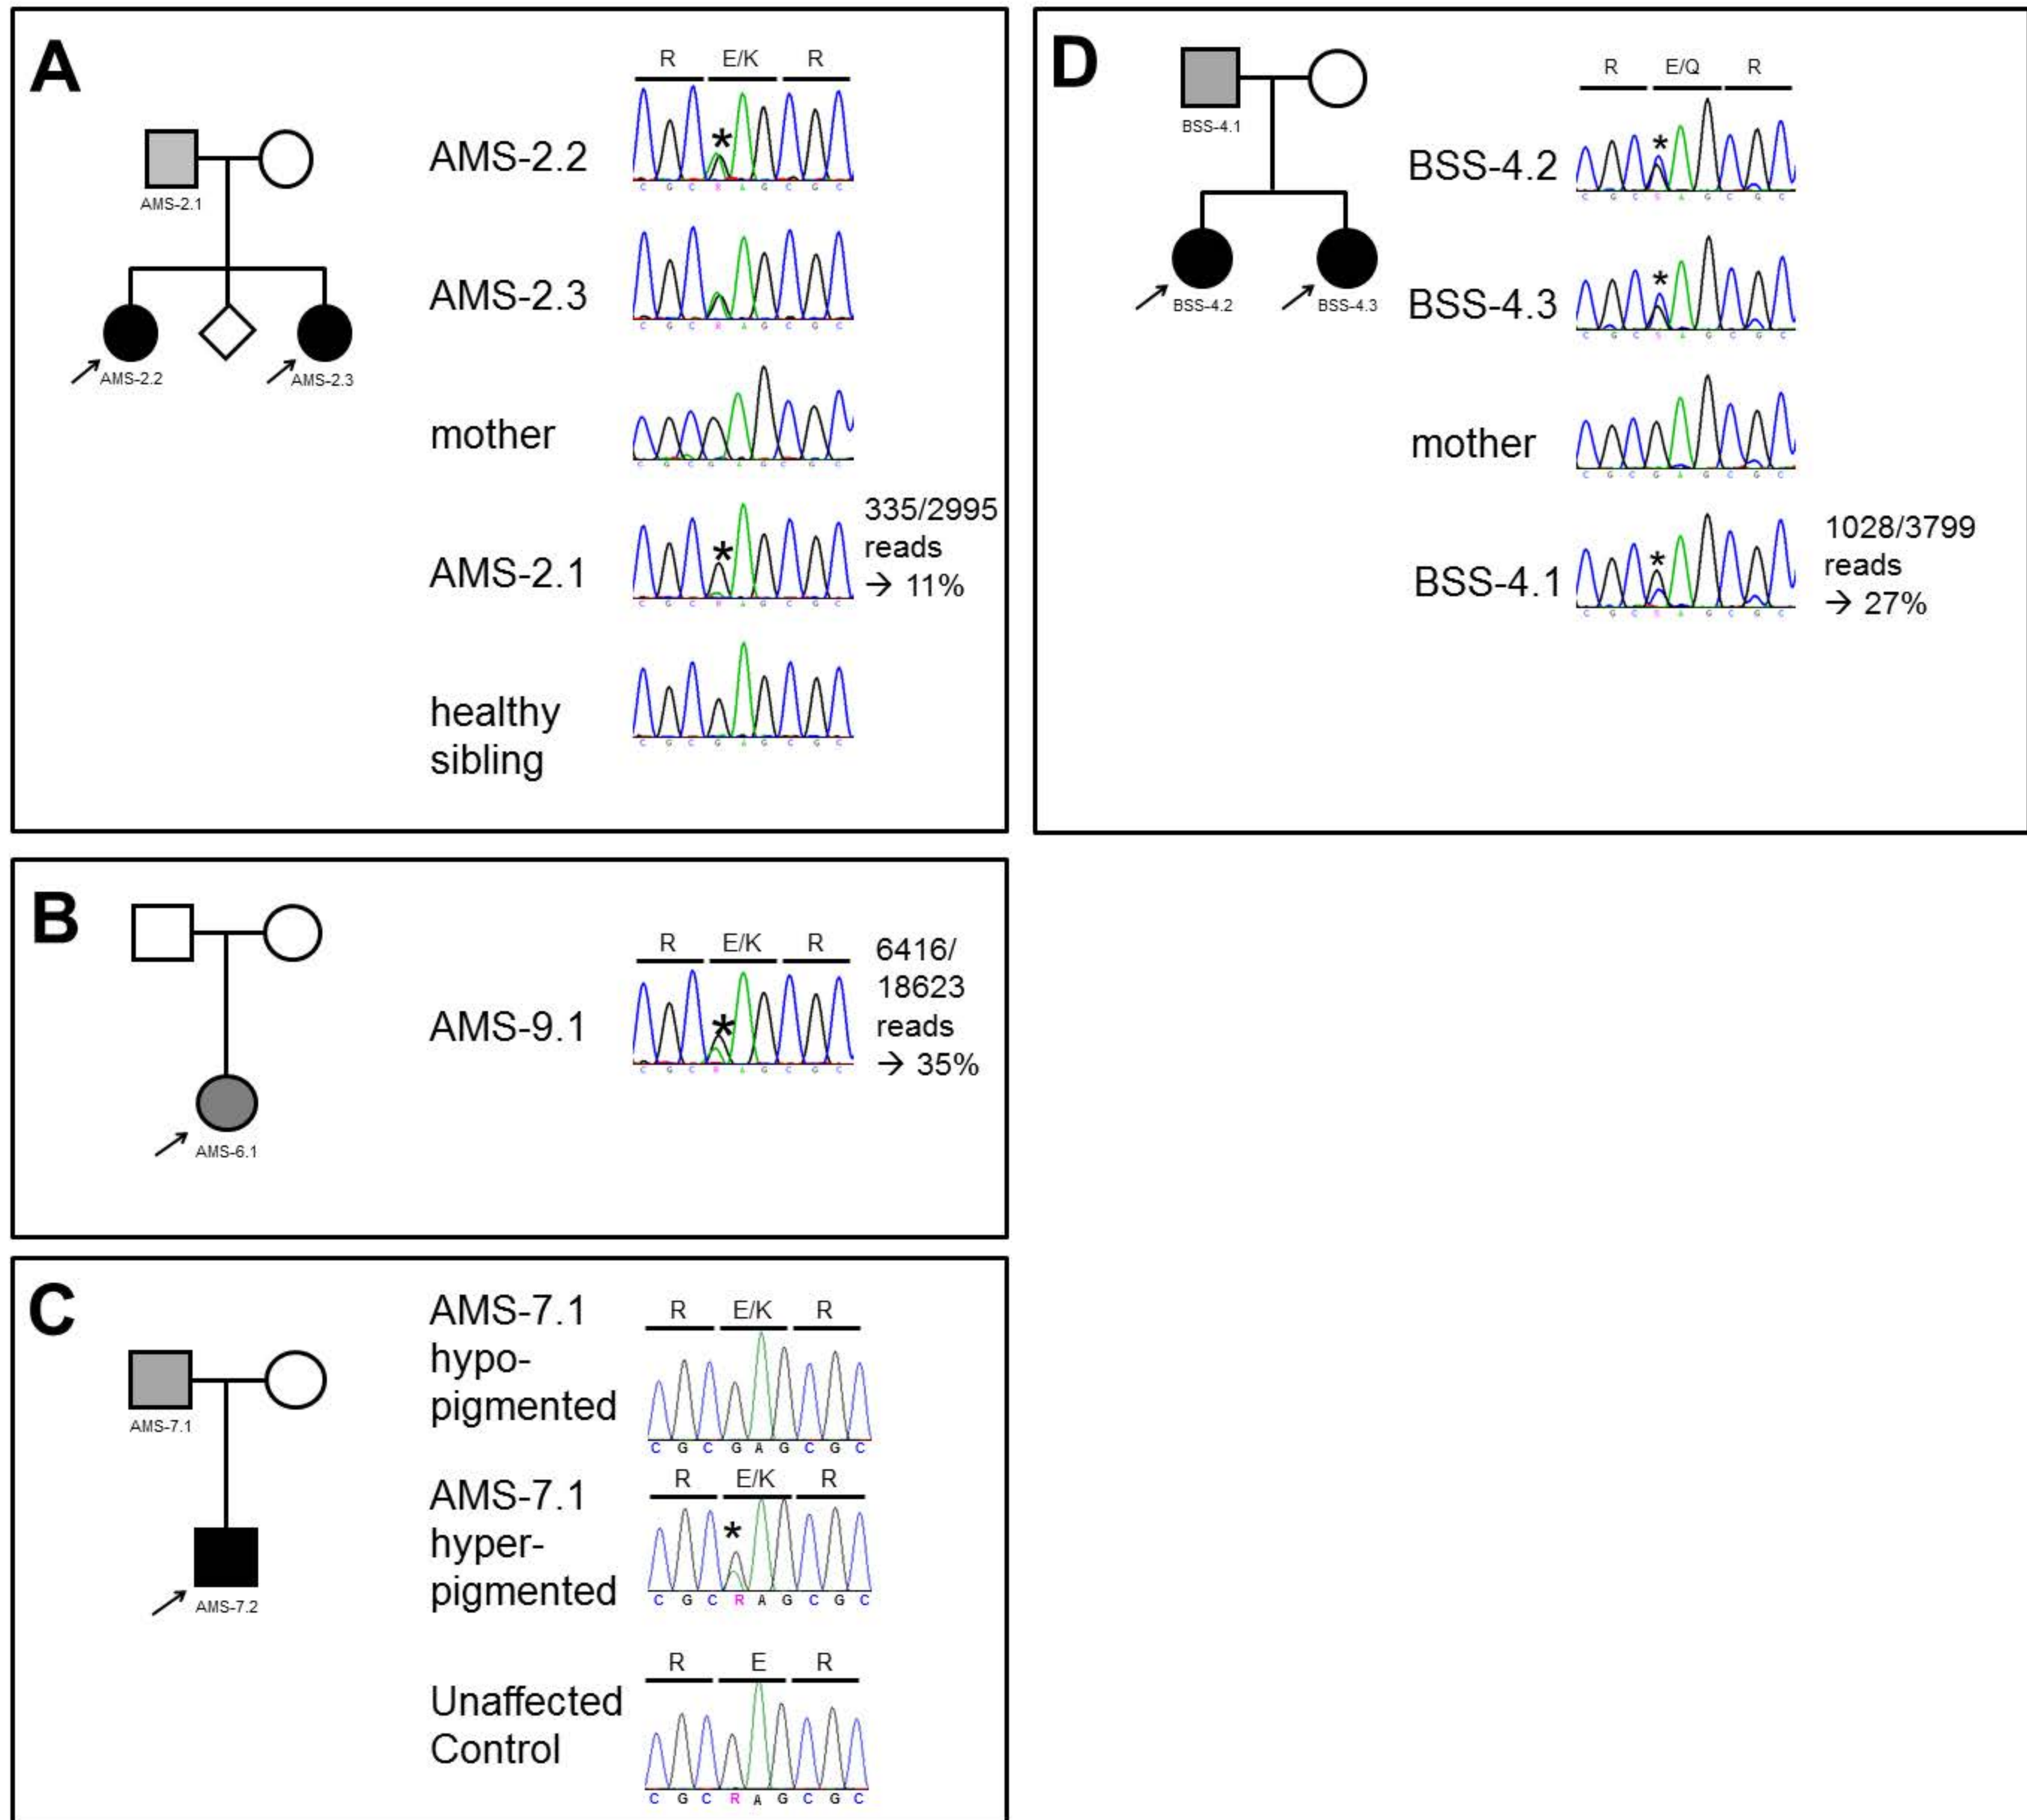 A
AMS-2.1
AMS-2.2
AMS-2.3
R E/K R
AMS-2.2
*
C G C R A G C G C
AMS-2.3
C G C R A G C G C
mother
C G C G A G C G C
AMS-2.1
*
C G C R A G C G C
335/2995
reads
→ 11%
healthy
sibling
C G C G A G C G C
B
AMS-6.1
AMS-9.1
R E/K R
*
C G C R A G C G C
6416/
18623
reads
→ 35%
C
AMS-7.1
AMS-7.2
AMS-7.1
hypo-
pigmented
R E/K R
C G C G A G C G C
AMS-7.1
hyper-
pigmented
R E/K R
*
C G C R A G C G C
Unaffected
Control
R E R
C G C R A G C G C
D
BSS-4.1
BSS-4.2
BSS-4.3
R E/Q R
BSS-4.2
*
C G C S A G C G C
BSS-4.3
*
C G C S A G C G C
mother
C G C G A G C G C
BSS-4.1
*
C G C S A G C G C
1028/3799
reads
→ 27%